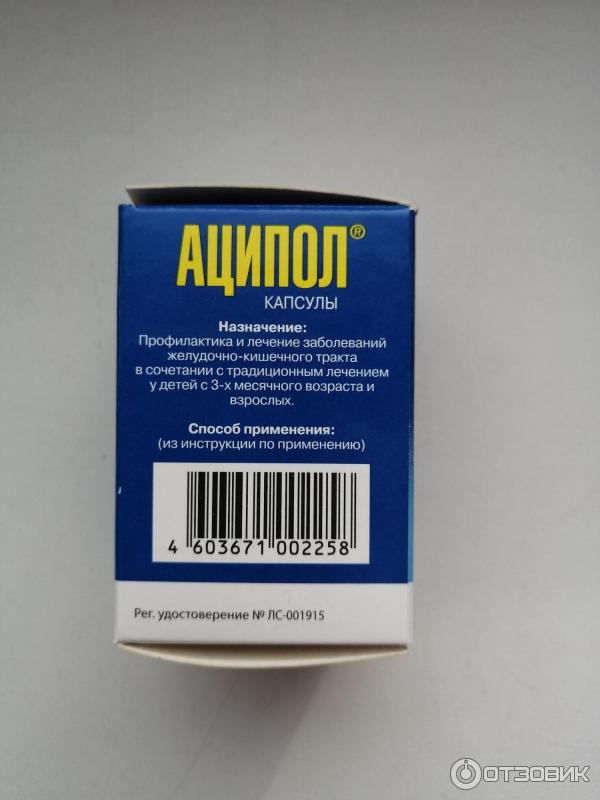 АЦИПОЛ®
КАПСУЛЫ
Назначение:
Профилактика и лечение заболеваний
желудочно-кишечного тракта
в сочетании с традиционным лечением
у детей с 3-х месячного возраста и
взрослых.
Способ применения:
(из инструкции по применению)
4 603671 002258
Рег. удостоверение № ЛС-001915
ОТЗОВИК